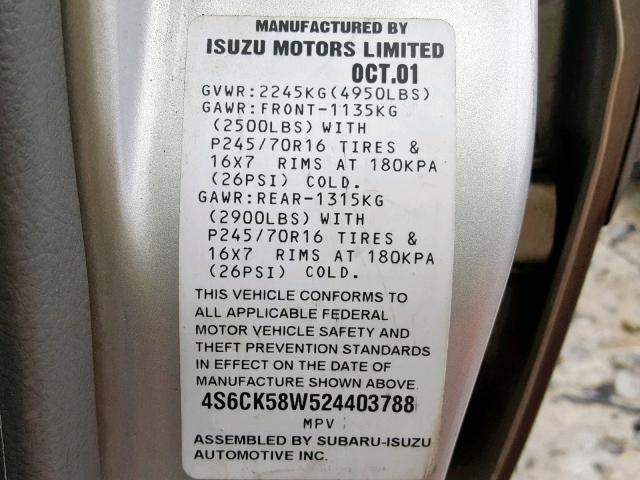 MANUFACTURED BY
ISUZU MOTORS LIMITED
OCT.01
GVWR:2245KG(4950LBS)
GAWR:FRONT-1135KG
(2500LBS) WITH
P245/70R16 TIRES &
16X7 RIMS AT 180KPA
(26PSI) COLD.
GAWR:REAR-1315KG
(2900LBS) WITH
P245/70R16 TIRES &
16X7 RIMS AT 180KPA
(26PSI) COLD.
THIS VEHICLE CONFORMS TO
ALL APPLICABLE FEDERAL
MOTOR VEHICLE SAFETY AND
THEFT PREVENTION STANDARDS
IN EFFECT ON THE DATE OF
MANUFACTURE SHOWN ABOVE.
4S6CK58W524403788
MPV
ASSEMBLED BY SUBARU-ISUZU
AUTOMOTIVE INC.